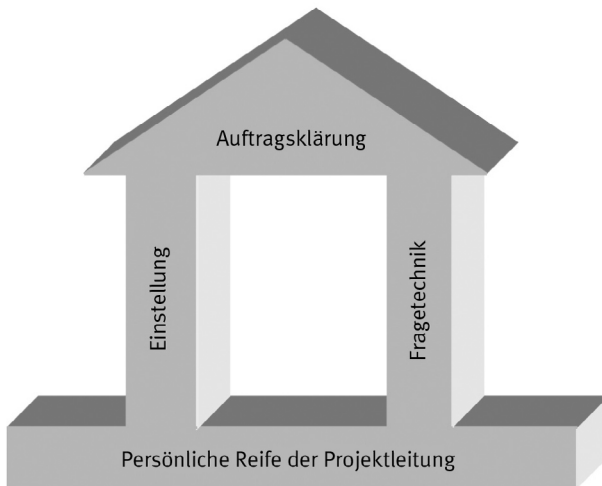 Auftragsklärung
Einstellung
Fragetechnik
Persönliche Reife der Projektleitung